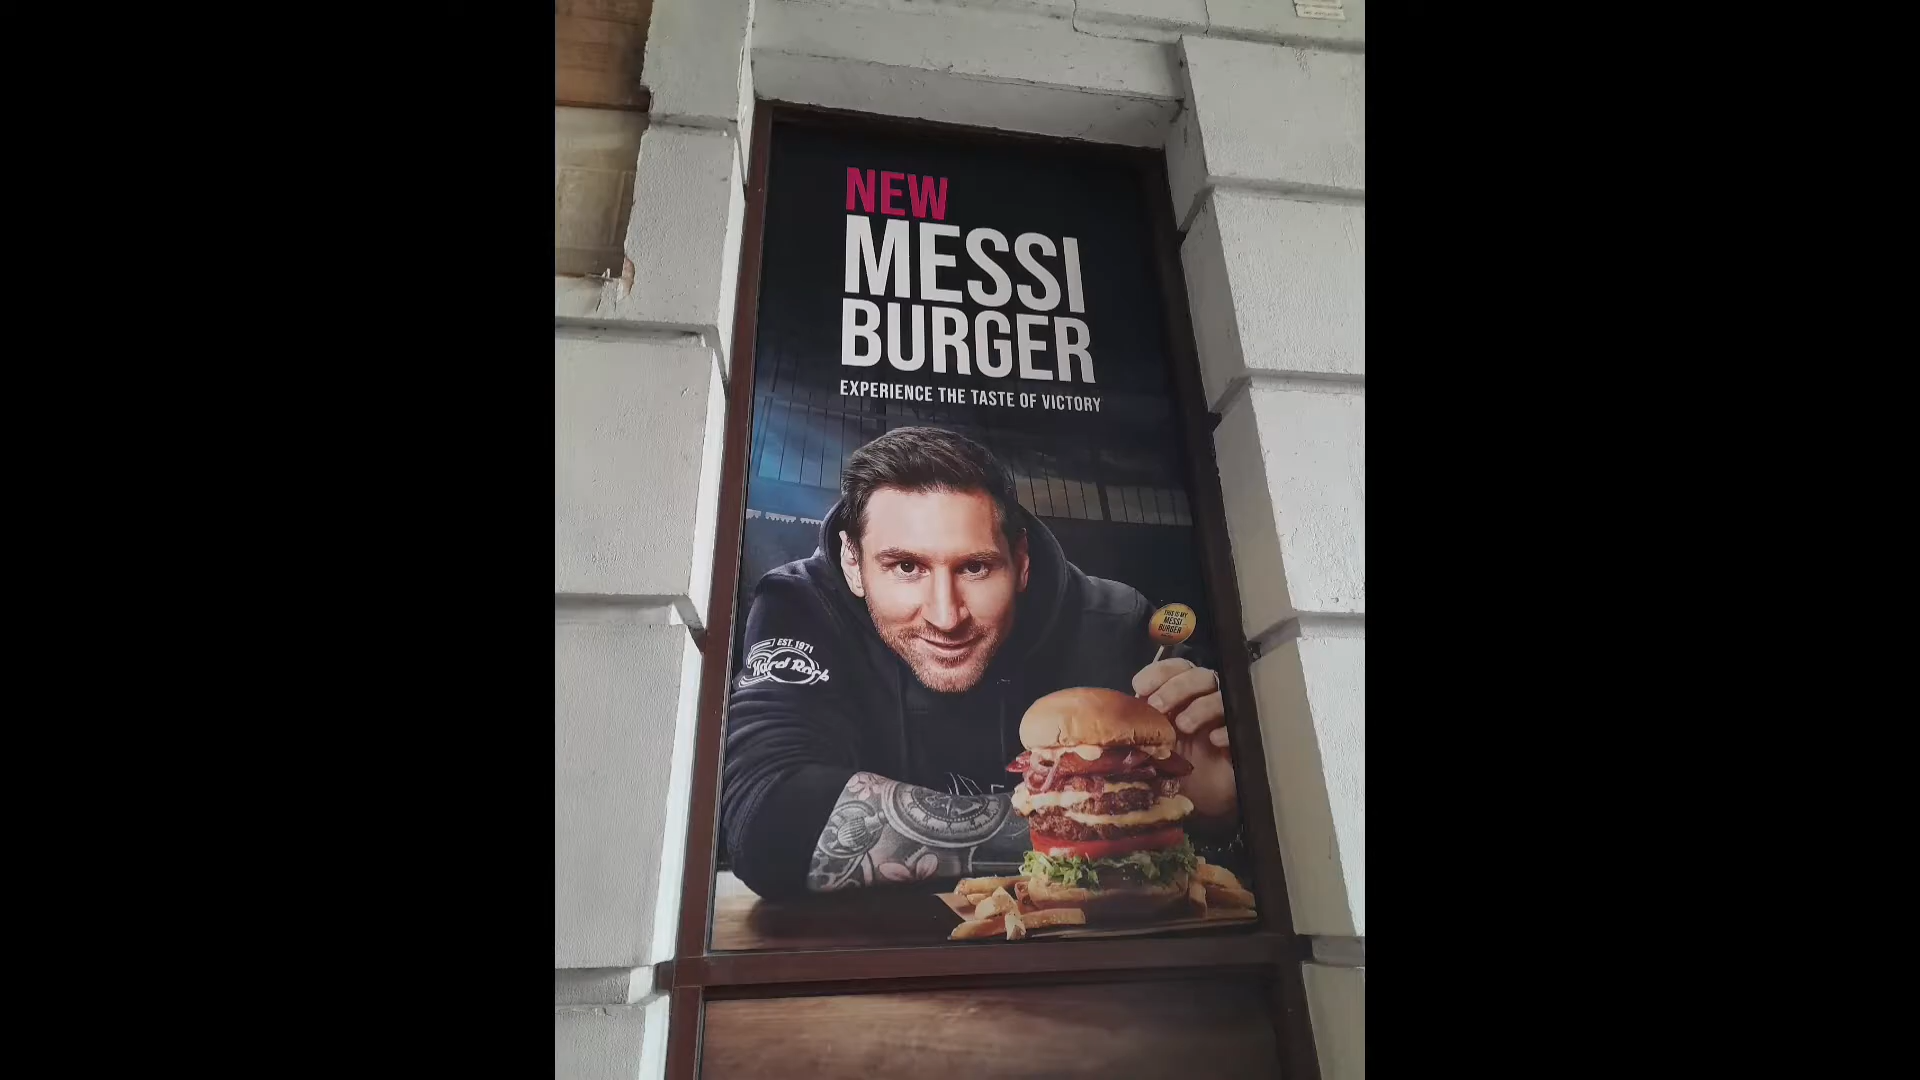 NEW
MESSI
BURGER
EXPERIENCE THE TASTE OF VICTORY
THIS IS MY
MESSI
BURGER
EST. 1971
Hard Rock